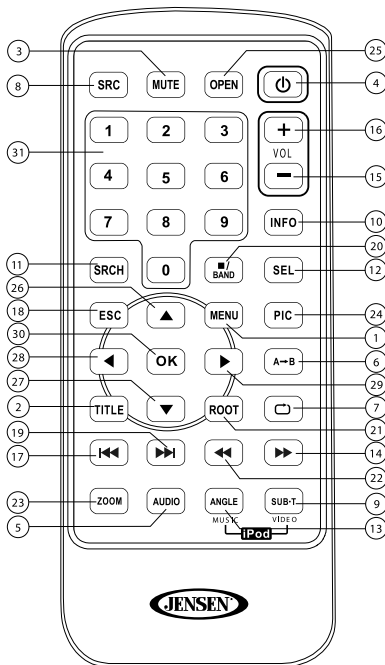 3
25
8
SRC
MUTE
OPEN
4
31
1
2
3
+
16
VOL
4
5
6
15
7
8
9
INFO
10
20
11
SRCH
0
■/
BAND
SEL
12
26
18
ESC
MENU
PIC
24
30
1
28
OK
A→B
6
27
29
2
TITLE
ROOT
7
19
21
17
14
22
23
ZOOM
AUDIO
ANGLE
SUB-T
9
MUSIC
VIDEO
5
iPod
13
JENSEN